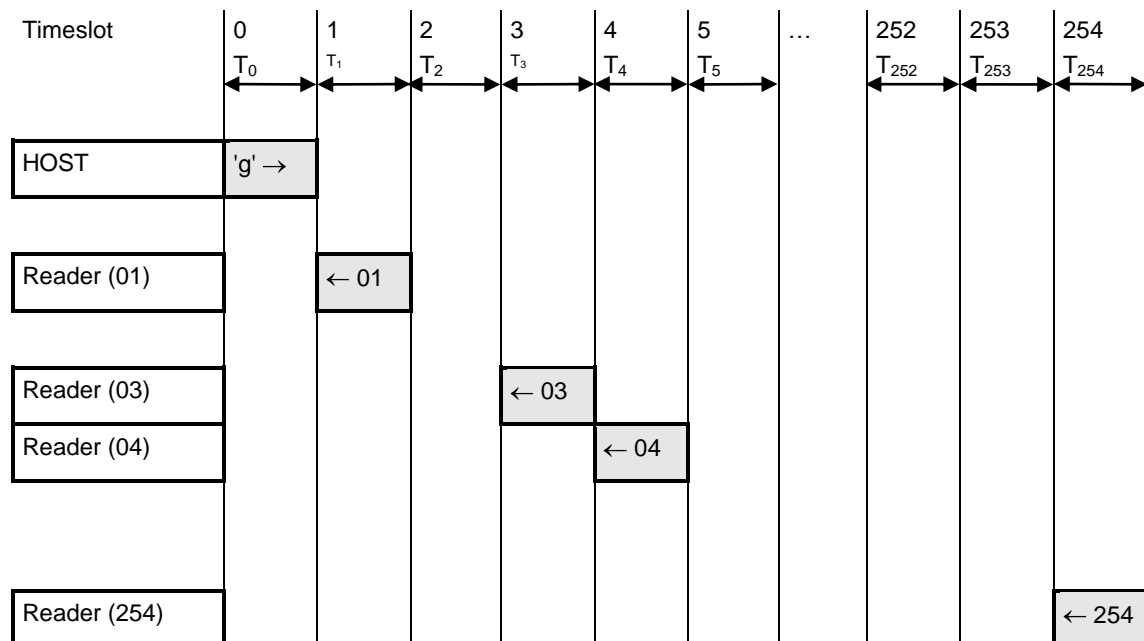 Timeslot 0 1 2 3 4 5 … 252 253 254
T0 T1 T2 T3 T4 T5 T252 T253 T254
HOST 'g' →
Reader (01) ← 01
Reader (03) ← 03
Reader (04) ← 04
Reader (254) ← 254